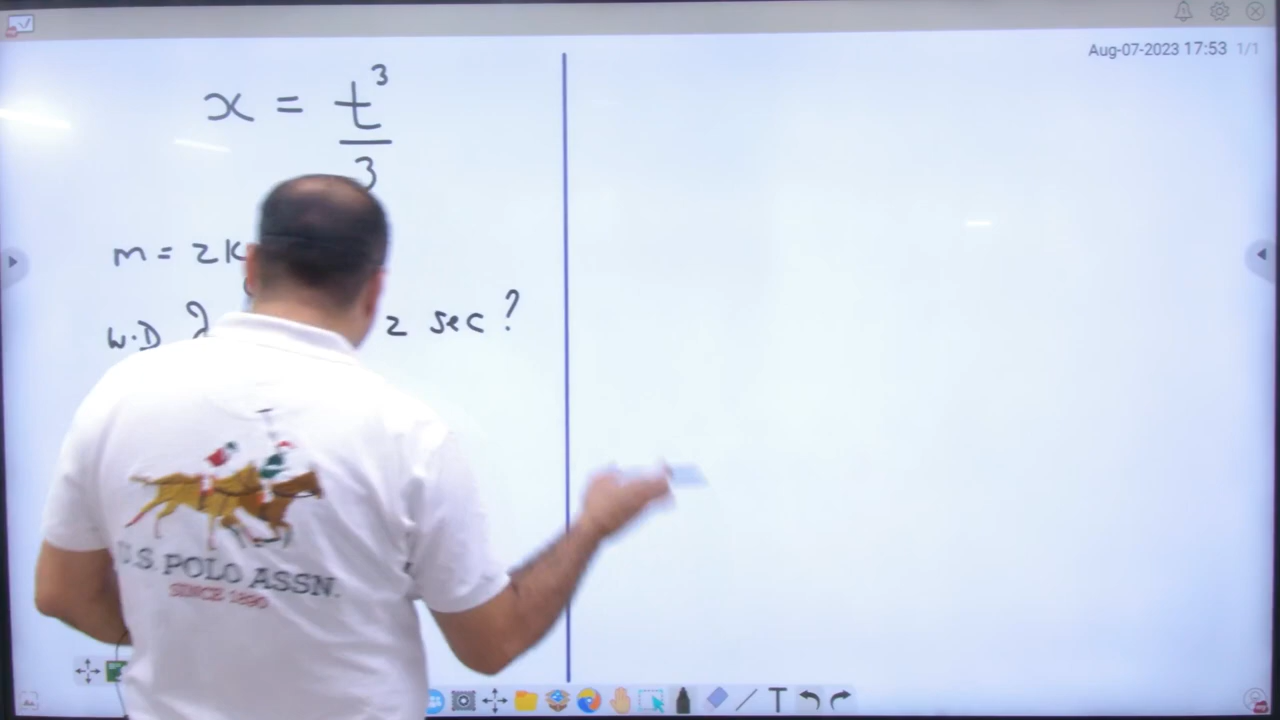 Aug-07-2023 17:53 1/1
x = t³
3
m = 2K
W.D 2 sec ?
U.S. POLO ASSN.
SINCE 1890
T